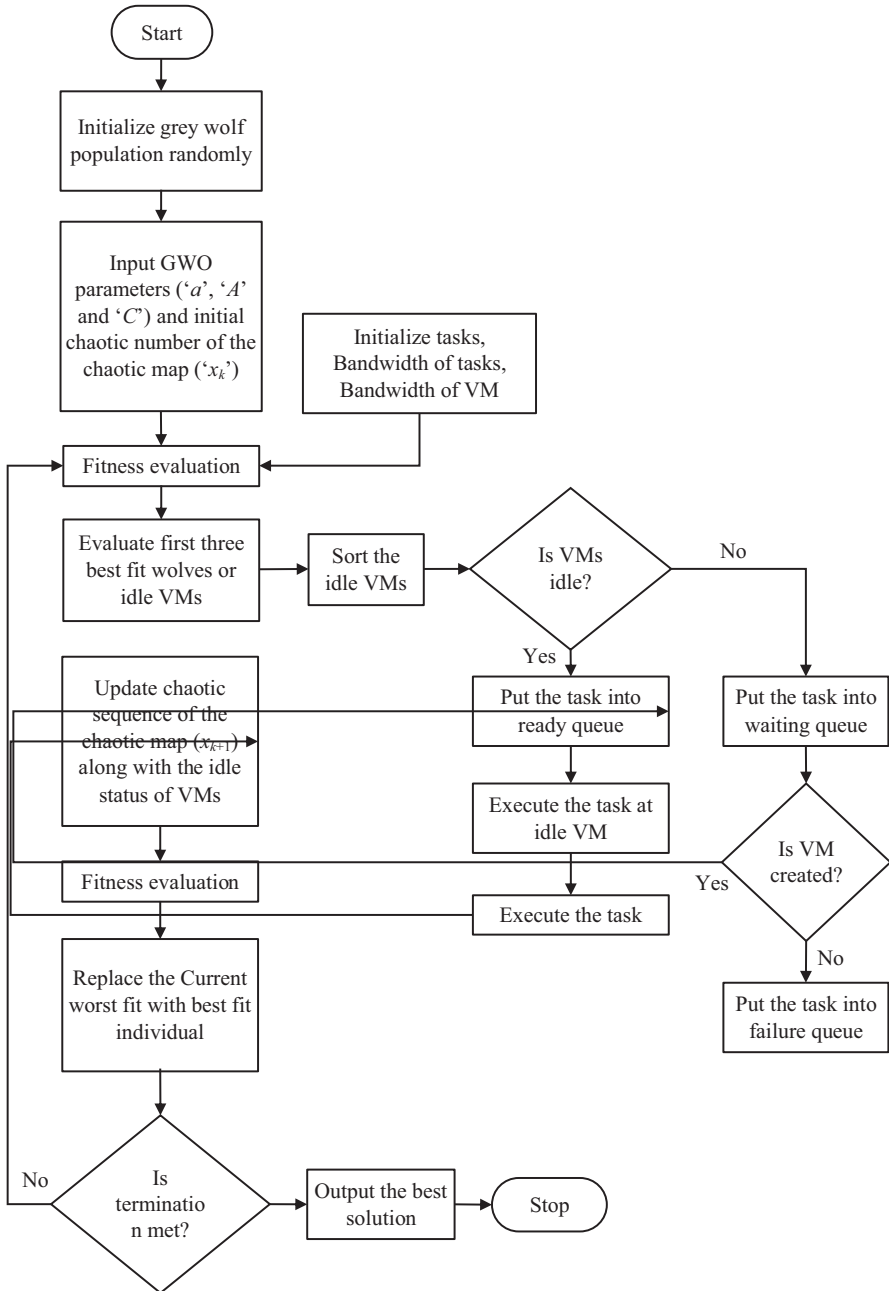 Start
Initialize grey wolf
population randomly
Input GWO
parameters (‘a’, ‘A’
and ‘C’) and initial
chaotic number of the
chaotic map (‘xk’)
Initialize tasks,
Bandwidth of tasks,
Bandwidth of VM
Fitness evaluation
Evaluate first three
best fit wolves or
idle VMs
Sort the
idle VMs
Is VMs
idle?
No
Yes
Update chaotic
sequence of the
chaotic map (xk+1)
along with the idle
status of VMs
Put the task into
ready queue
Put the task into
waiting queue
Execute the task at
idle VM
Is VM
created?
Yes
Fitness evaluation
Execute the task
No
Replace the Current
worst fit with best fit
individual
Put the task into
failure queue
No
Is
terminatio
n met?
Output the best
solution
Stop